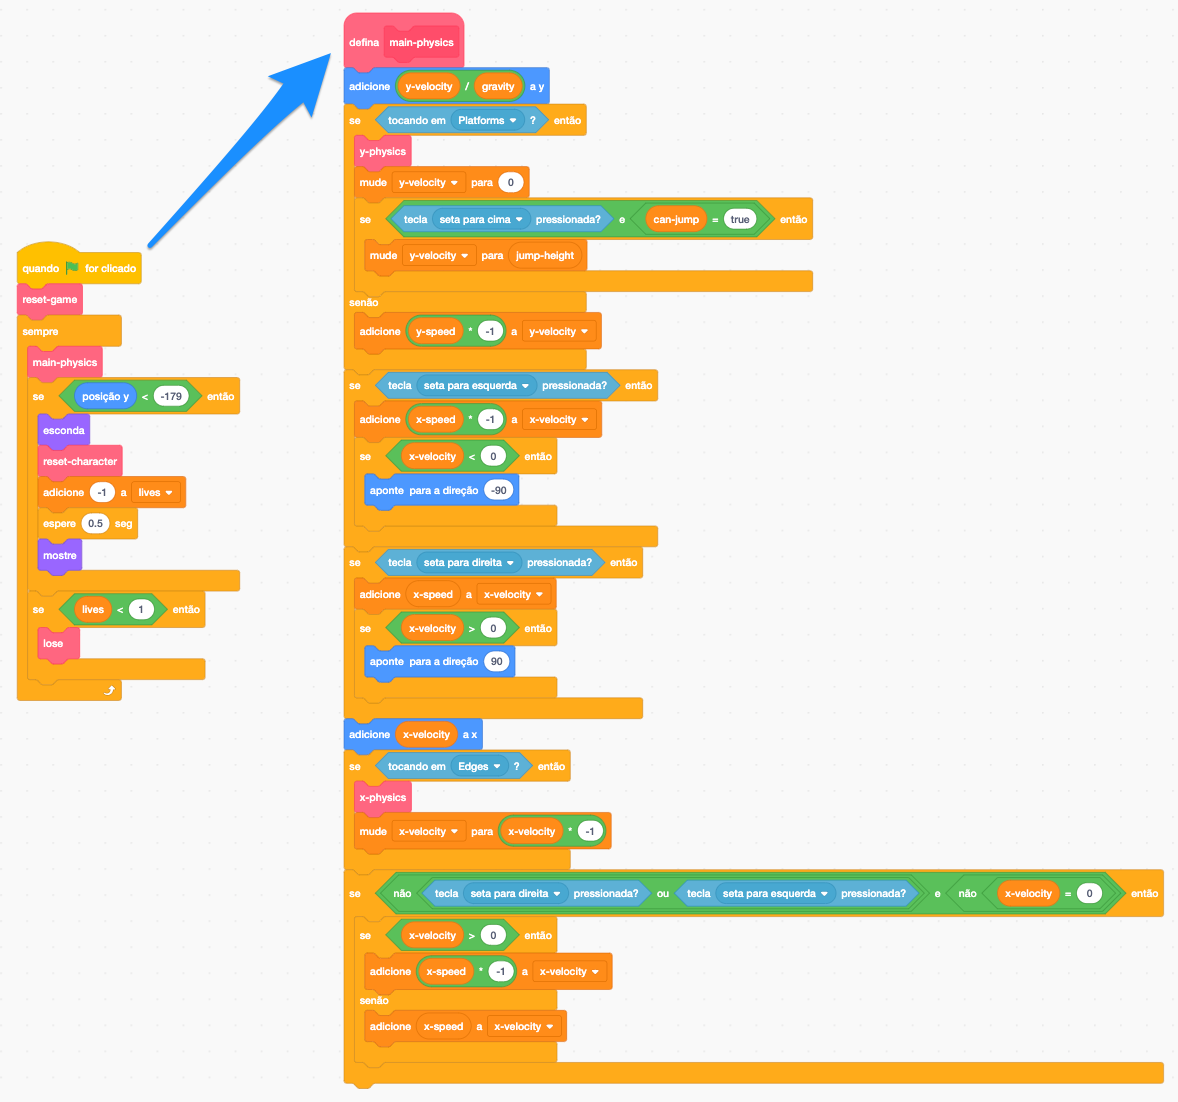 quando for clicado
reset-game
sempre
main-physics
se posição y < -179 então
esconda
reset-character
adicione -1 a lives
espere 0.5 seg
mostre
se lives < 1 então
lose
defina main-physics
adicione y-velocity / gravity a y
se tocando em Platforms ? então
y-physics
mude y-velocity para 0
se tecla seta para cima pressionada? e can-jump = true então
mude y-velocity para jump-height
senão
adicione y-speed * -1 a y-velocity
se tecla seta para esquerda pressionada? então
adicione x-speed * -1 a x-velocity
se x-velocity < 0 então
aponte para a direção -90
se tecla seta para direita pressionada? então
adicione x-speed a x-velocity
se x-velocity > 0 então
aponte para a direção 90
adicione x-velocity a x
se tocando em Edges ? então
x-physics
mude x-velocity para x-velocity * -1
se não tecla seta para direita pressionada? ou tecla seta para esquerda pressionada? e não x-velocity = 0 então
se x-velocity > 0 então
adicione x-speed * -1 a x-velocity
senão
adicione x-speed a x-velocity